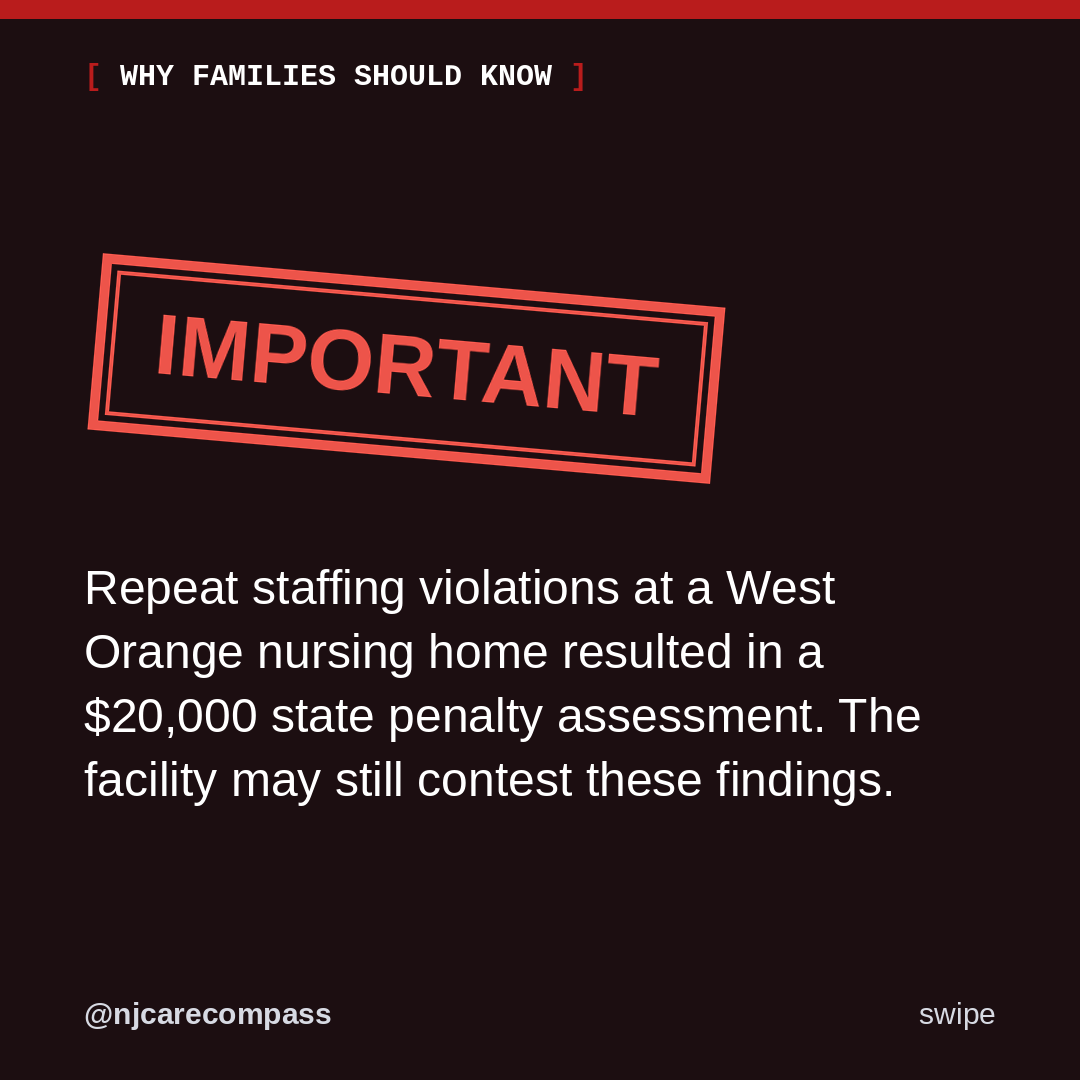 [ WHY FAMILIES SHOULD KNOW ]
IMPORTANT
Repeat staffing violations at a West
Orange nursing home resulted in a
$20,000 state penalty assessment. The
facility may still contest these findings.
@njcarecompass
swipe